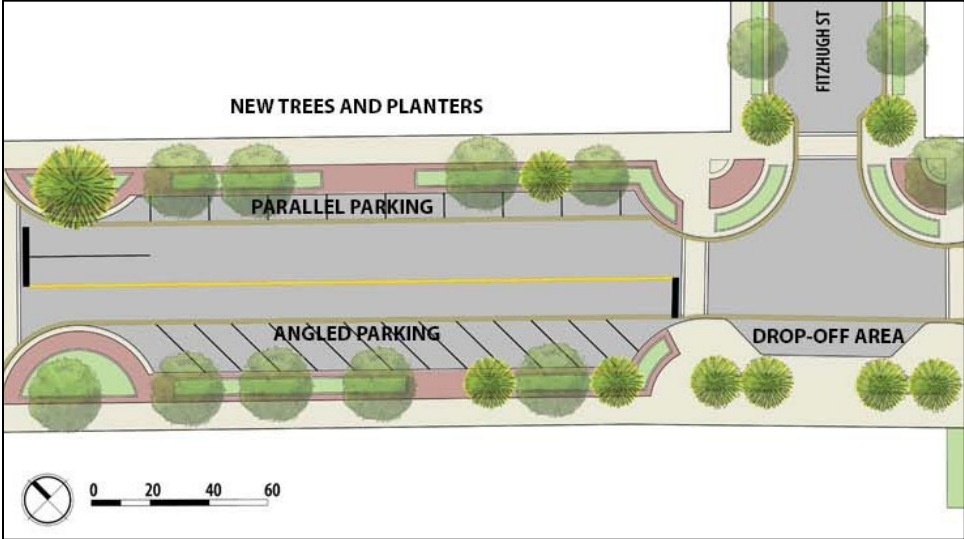 FITZHUGH ST
NEW TREES AND PLANTERS
PARALLEL PARKING
ANGLED PARKING
DROP-OFF AREA
0 20 40 60